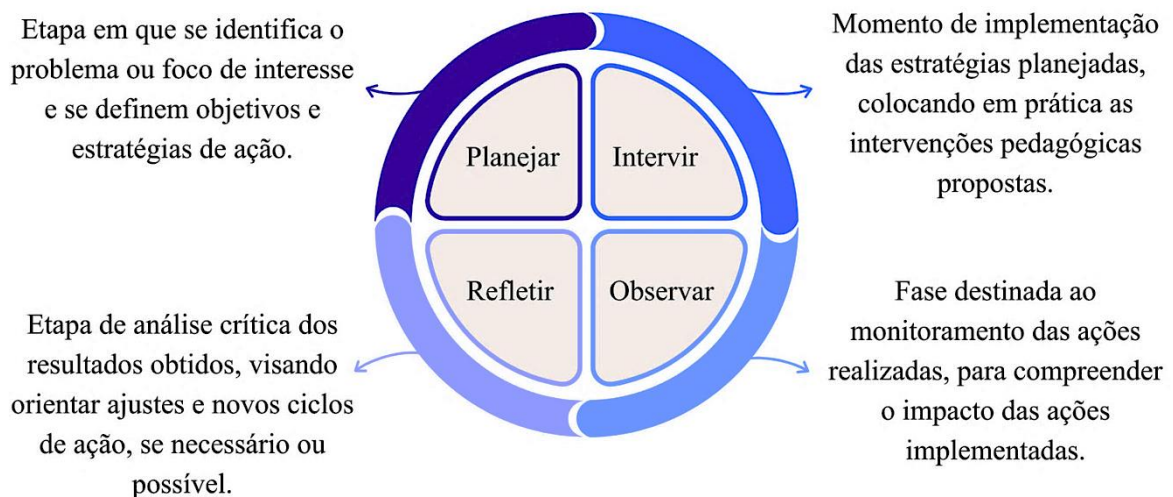 Etapa em que se identifica o
problema ou foco de interesse
e se definem objetivos e
estratégias de ação.
Planejar
Intervir
Momento de implementação
das estratégias planejadas,
colocando em prática as
intervenções pedagógicas
propostas.
Refletir
Observar
Etapa de análise crítica dos
resultados obtidos, visando
orientar ajustes e novos ciclos
de ação, se necessário ou
possível.
Fase destinada ao
monitoramento das ações
realizadas, para compreender
o impacto das ações
implementadas.